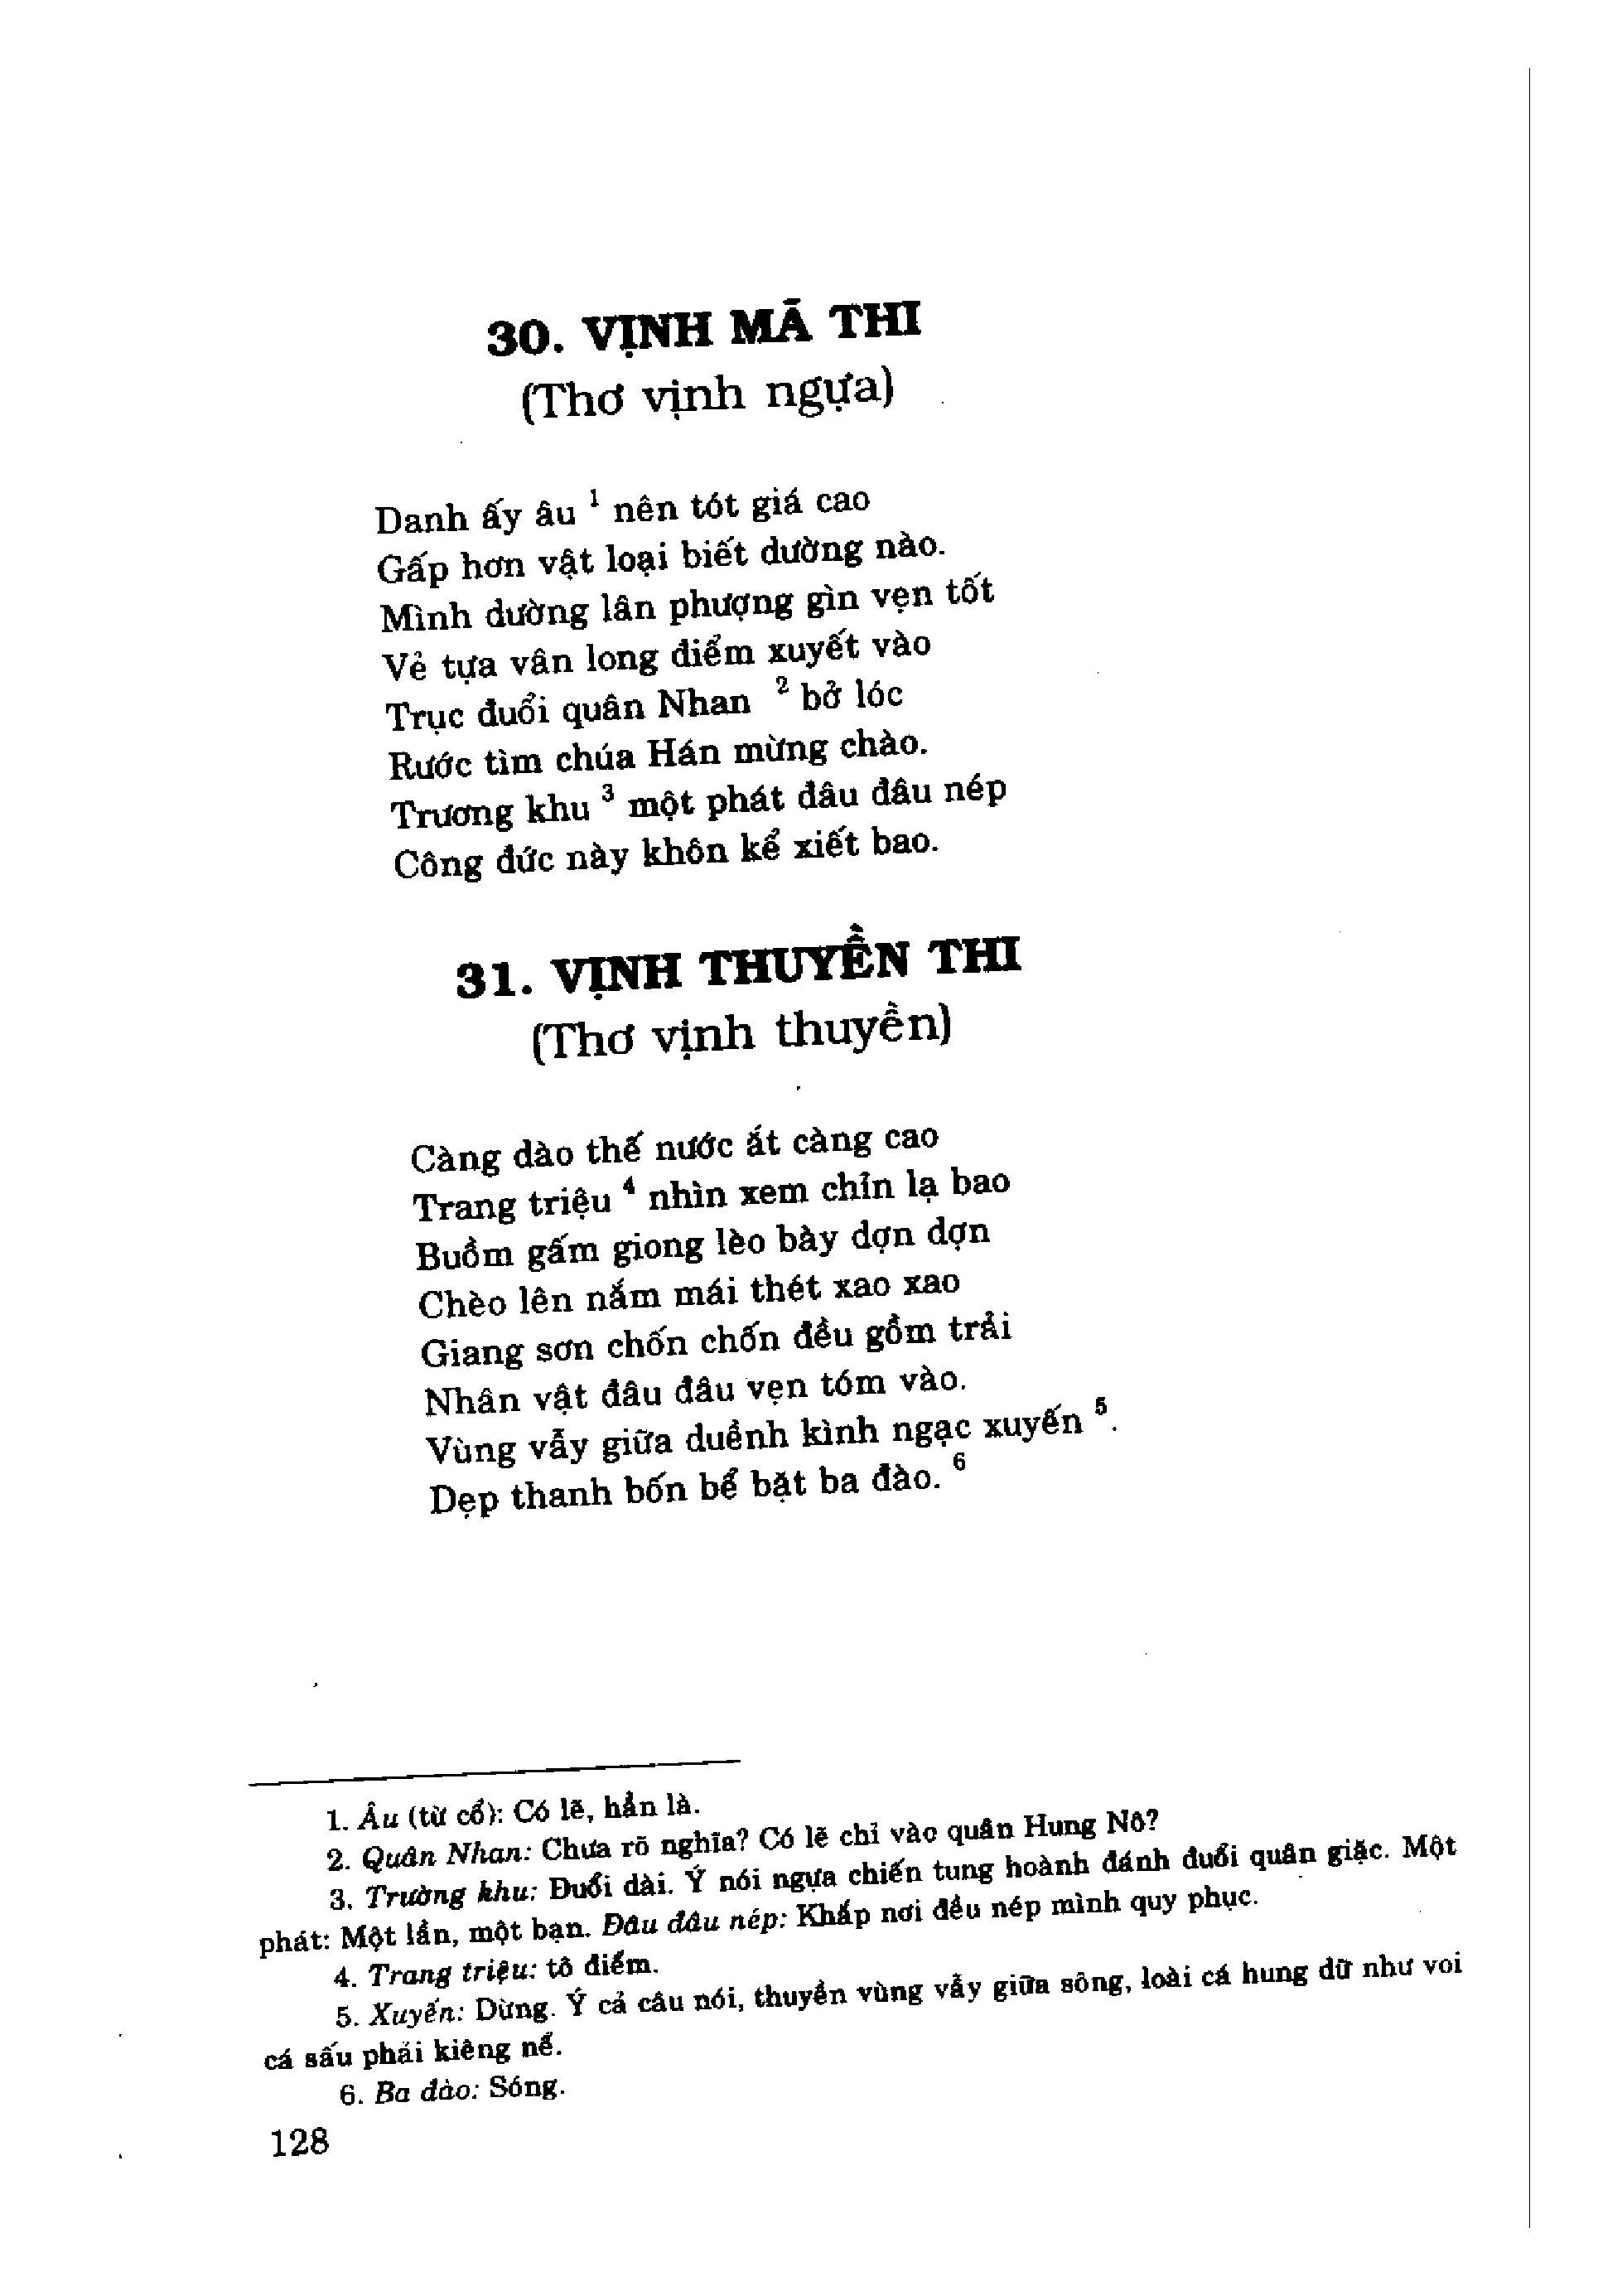 30. VỊNH MÃ THI
(Thơ vịnh ngựa)
Danh ấy âu ¹ nên tót giá cao
Gấp hơn vật loại biết dường nào.
Mình dường lân phượng gìn vẹn tốt
Vẻ tựa vân long điểm xuyết vào
Trục đuổi quân Nhan ² bở lóc
Rước tìm chúa Hán mừng chào.
Trương khu ³ một phát đâu đâu nép
Công đức này khôn kể xiết bao.
31. VỊNH THUYỀN THI
(Thơ vịnh thuyền)
Càng dào thế nước ắt càng cao
Trang triệu ⁴ nhìn xem chỉn lạ bao
Buồm gấm giong lèo bày dợn dợn
Chèo lên nắm mái thét xao xao
Giang sơn chốn chốn đều gồm trải
Nhân vật đâu đâu vẹn tóm vào.
Vùng vẫy giữa duềnh kình ngạc xuyến ⁵.
Dẹp thanh bốn bể bặt ba đào. ⁶
1. Âu (từ cổ): Có lẽ, hẳn là.
2. Quân Nhan: Chưa rõ nghĩa? Có lẽ chỉ vào quân Hung Nô?
3. Trường khu: Đuổi dài. Ý nói ngựa chiến tung hoành đánh đuổi quân giặc. Một
phát: Một lần, một bạn. Đâu đâu nép: Khắp nơi đều nép mình quy phục.
4. Trang triệu: tô điểm.
5. Xuyến: Dừng. Ý cả câu nói, thuyền vùng vẫy giữa sông, loài cá hung dữ như voi
cá sấu phải kiêng nể.
6. Ba đào: Sóng.
128